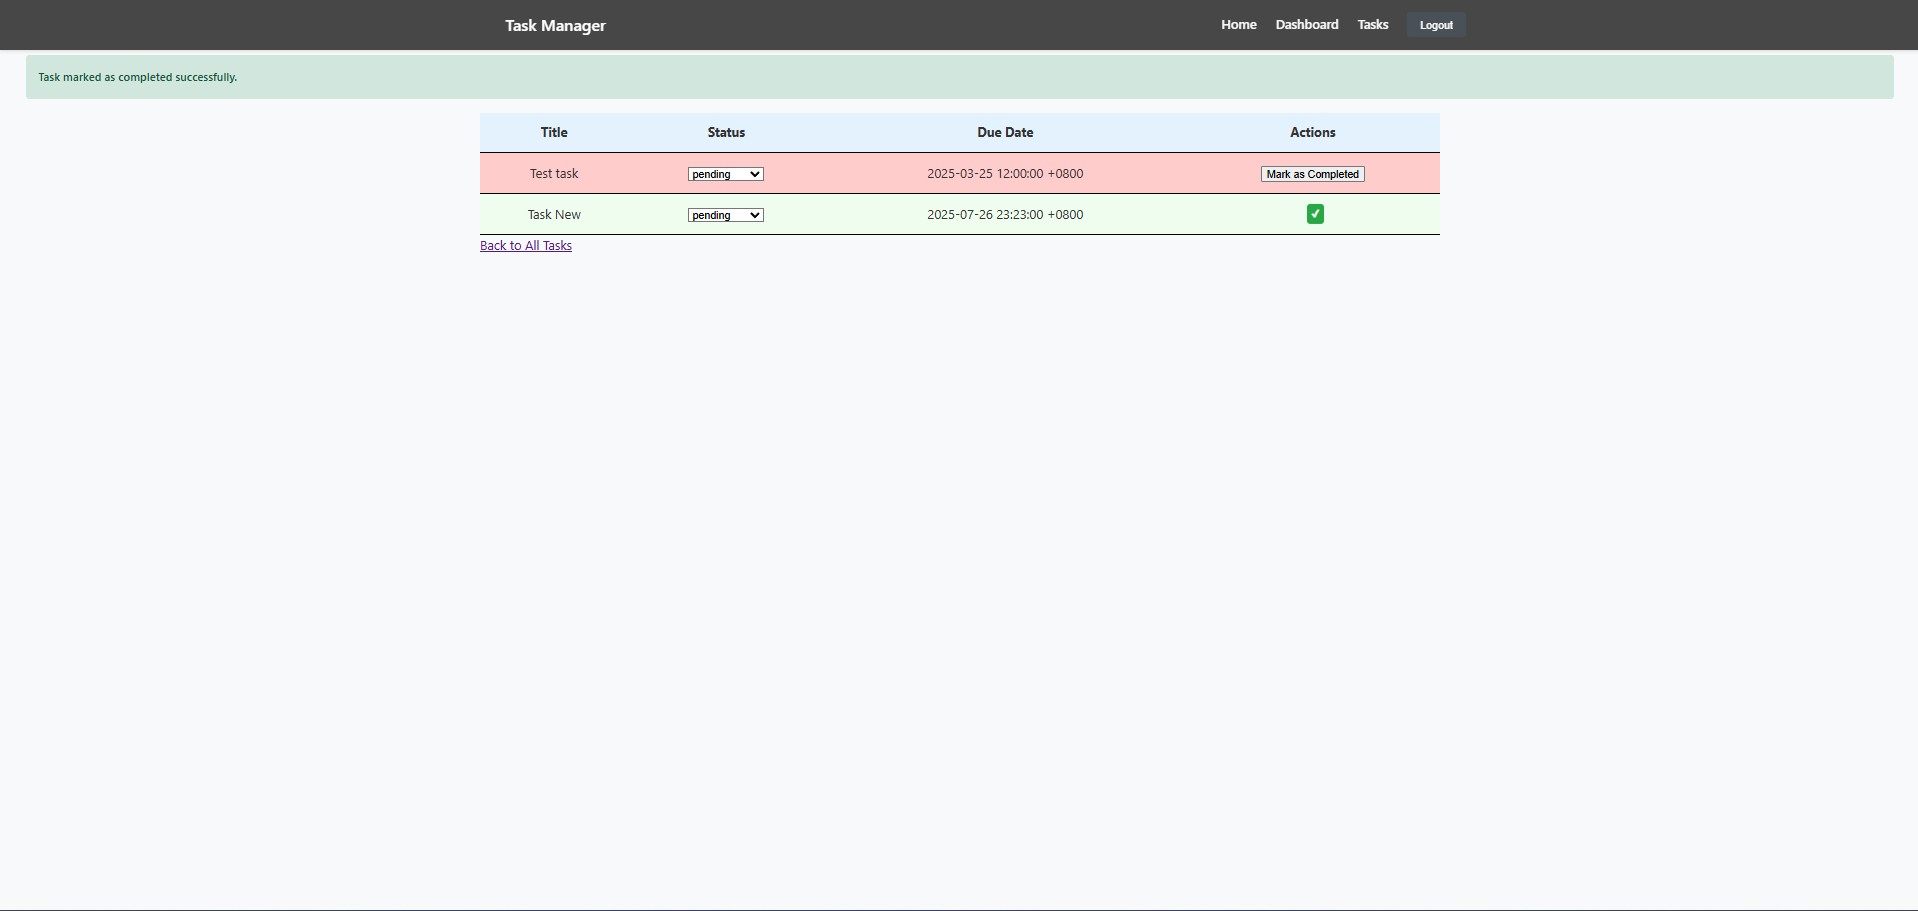 Task Manager Home Dashboard Tasks Logout
Task marked as completed successfully.
Title Status Due Date Actions
Test task pending 2025-03-25 12:00:00 +0800 Mark as Completed
Task New pending 2025-07-26 23:23:00 +0800 ✔
Back to All Tasks